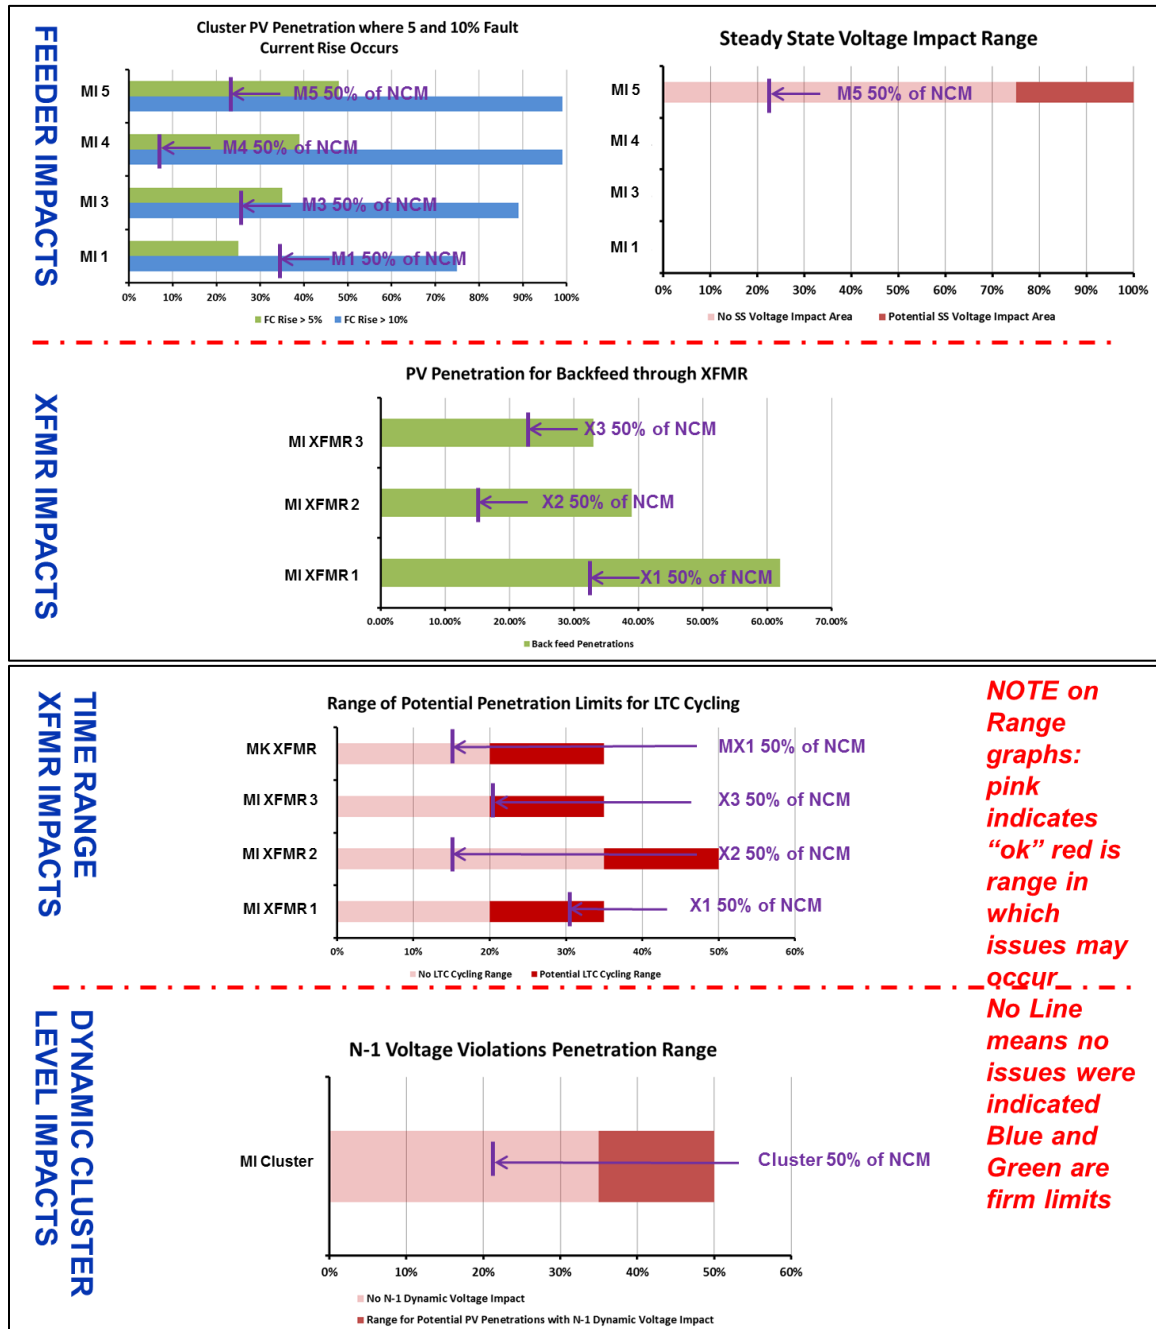 FEEDER IMPACTS
Cluster PV Penetration where 5 and 10% Fault
Current Rise Occurs
MI 5
M5 50% of NCM
MI 4
M4 50% of NCM
MI 3
M3 50% of NCM
MI 1
M1 50% of NCM
0% 10% 20% 30% 40% 50% 60% 70% 80% 90% 100%
FC Rise > 5% FC Rise > 10%
Steady State Voltage Impact Range
MI 5
M5 50% of NCM
MI 4
MI 3
MI 1
0% 10% 20% 30% 40% 50% 60% 70% 80% 90% 100%
No SS Voltage Impact Area Potential SS Voltage Impact Area
XFMR IMPACTS
PV Penetration for Backfeed through XFMR
MI XFMR 3
X3 50% of NCM
MI XFMR 2
X2 50% of NCM
MI XFMR 1
X1 50% of NCM
0.00% 10.00% 20.00% 30.00% 40.00% 50.00% 60.00% 70.00%
Back feed Penetrations
TIME RANGE
XFMR IMPACTS
Range of Potential Penetration Limits for LTC Cycling
MK XFMR
MX1 50% of NCM
MI XFMR 3
X3 50% of NCM
MI XFMR 2
X2 50% of NCM
MI XFMR 1
X1 50% of NCM
0% 10% 20% 30% 40% 50% 60%
No LTC Cycling Range Potential LTC Cycling Range
DYNAMIC CLUSTER
LEVEL IMPACTS
N-1 Voltage Violations Penetration Range
MI Cluster
Cluster 50% of NCM
0% 10% 20% 30% 40% 50% 60%
No N-1 Dynamic Voltage Impact
Range for Potential PV Penetrations with N-1 Dynamic Voltage Impact
NOTE on
Range
graphs:
pink
indicates
“ok” red is
range in
which
issues may
occur
No Line
means no
issues were
indicated
Blue and
Green are
firm limits